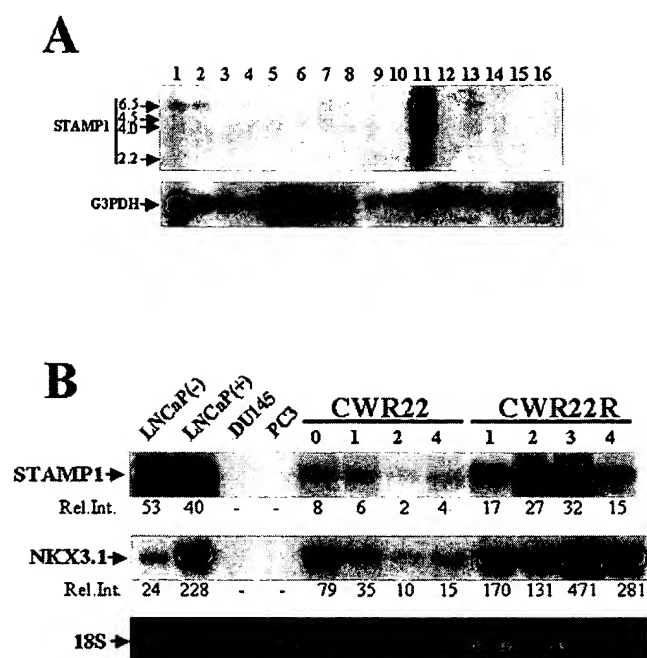 A
1 2 3 4 5 6 7 8 9 10 11 12 13 14 15 16
6.5
4.5
STAMP1 4.0
2.2
G3PDH
B
LNCaP(-) LNCaP(+) DU145 PC3 CWR22 CWR22R
0 1 2 4 1 2 3 4
STAMP1
Rel.Int. 53 40 - - 8 6 2 4 17 27 32 15
NKX3.1
Rel.Int. 24 228 - - 79 35 10 15 170 131 471 281
18S